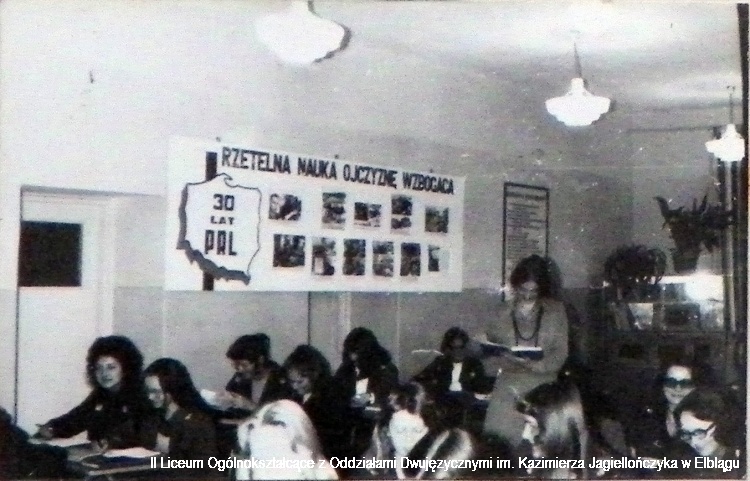 RZETELNA NAUKA OJCZYZNĘ WZBOGACA
30
LAT
PRL
II Liceum Ogólnokształcące z Oddziałami Dwujęzycznymi im. Kazimierza Jagiellończyka w Elblągu